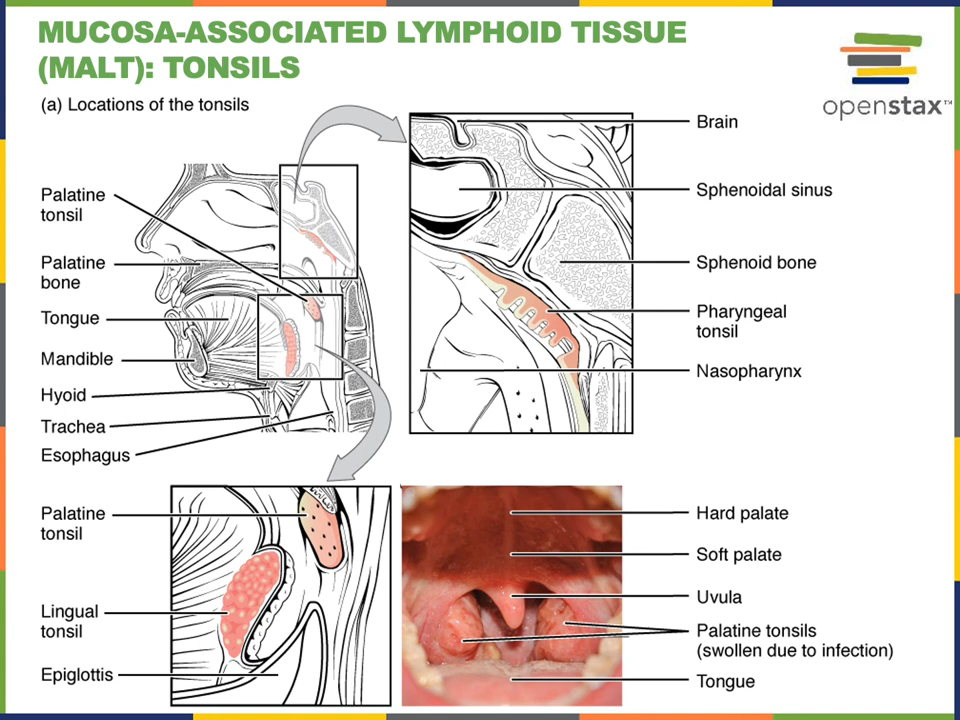 MUCOSA-ASSOCIATED LYMPHOID TISSUE
(MALT): TONSILS
openstax™
(a) Locations of the tonsils
Palatine
tonsil
Palatine
bone
Tongue
Mandible
Hyoid
Trachea
Esophagus
Brain
Sphenoidal sinus
Sphenoid bone
Pharyngeal
tonsil
Nasopharynx
Palatine
tonsil
Lingual
tonsil
Epiglottis
Hard palate
Soft palate
Uvula
Palatine tonsils
(swollen due to infection)
Tongue